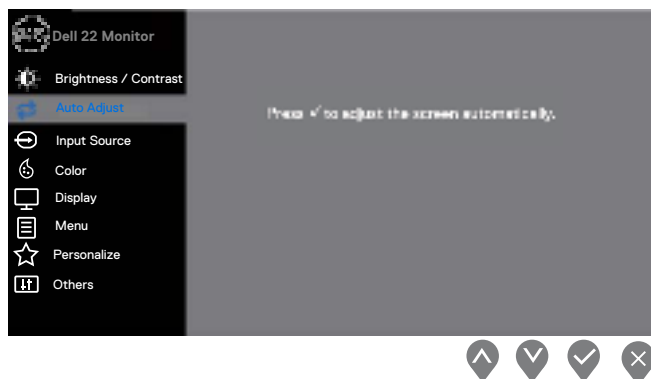 Dell 22 Monitor
Brightness / Contrast
Auto Adjust
Press ✓ to adjust the screen automatically.
Input Source
Color
Display
Menu
Personalize
Others